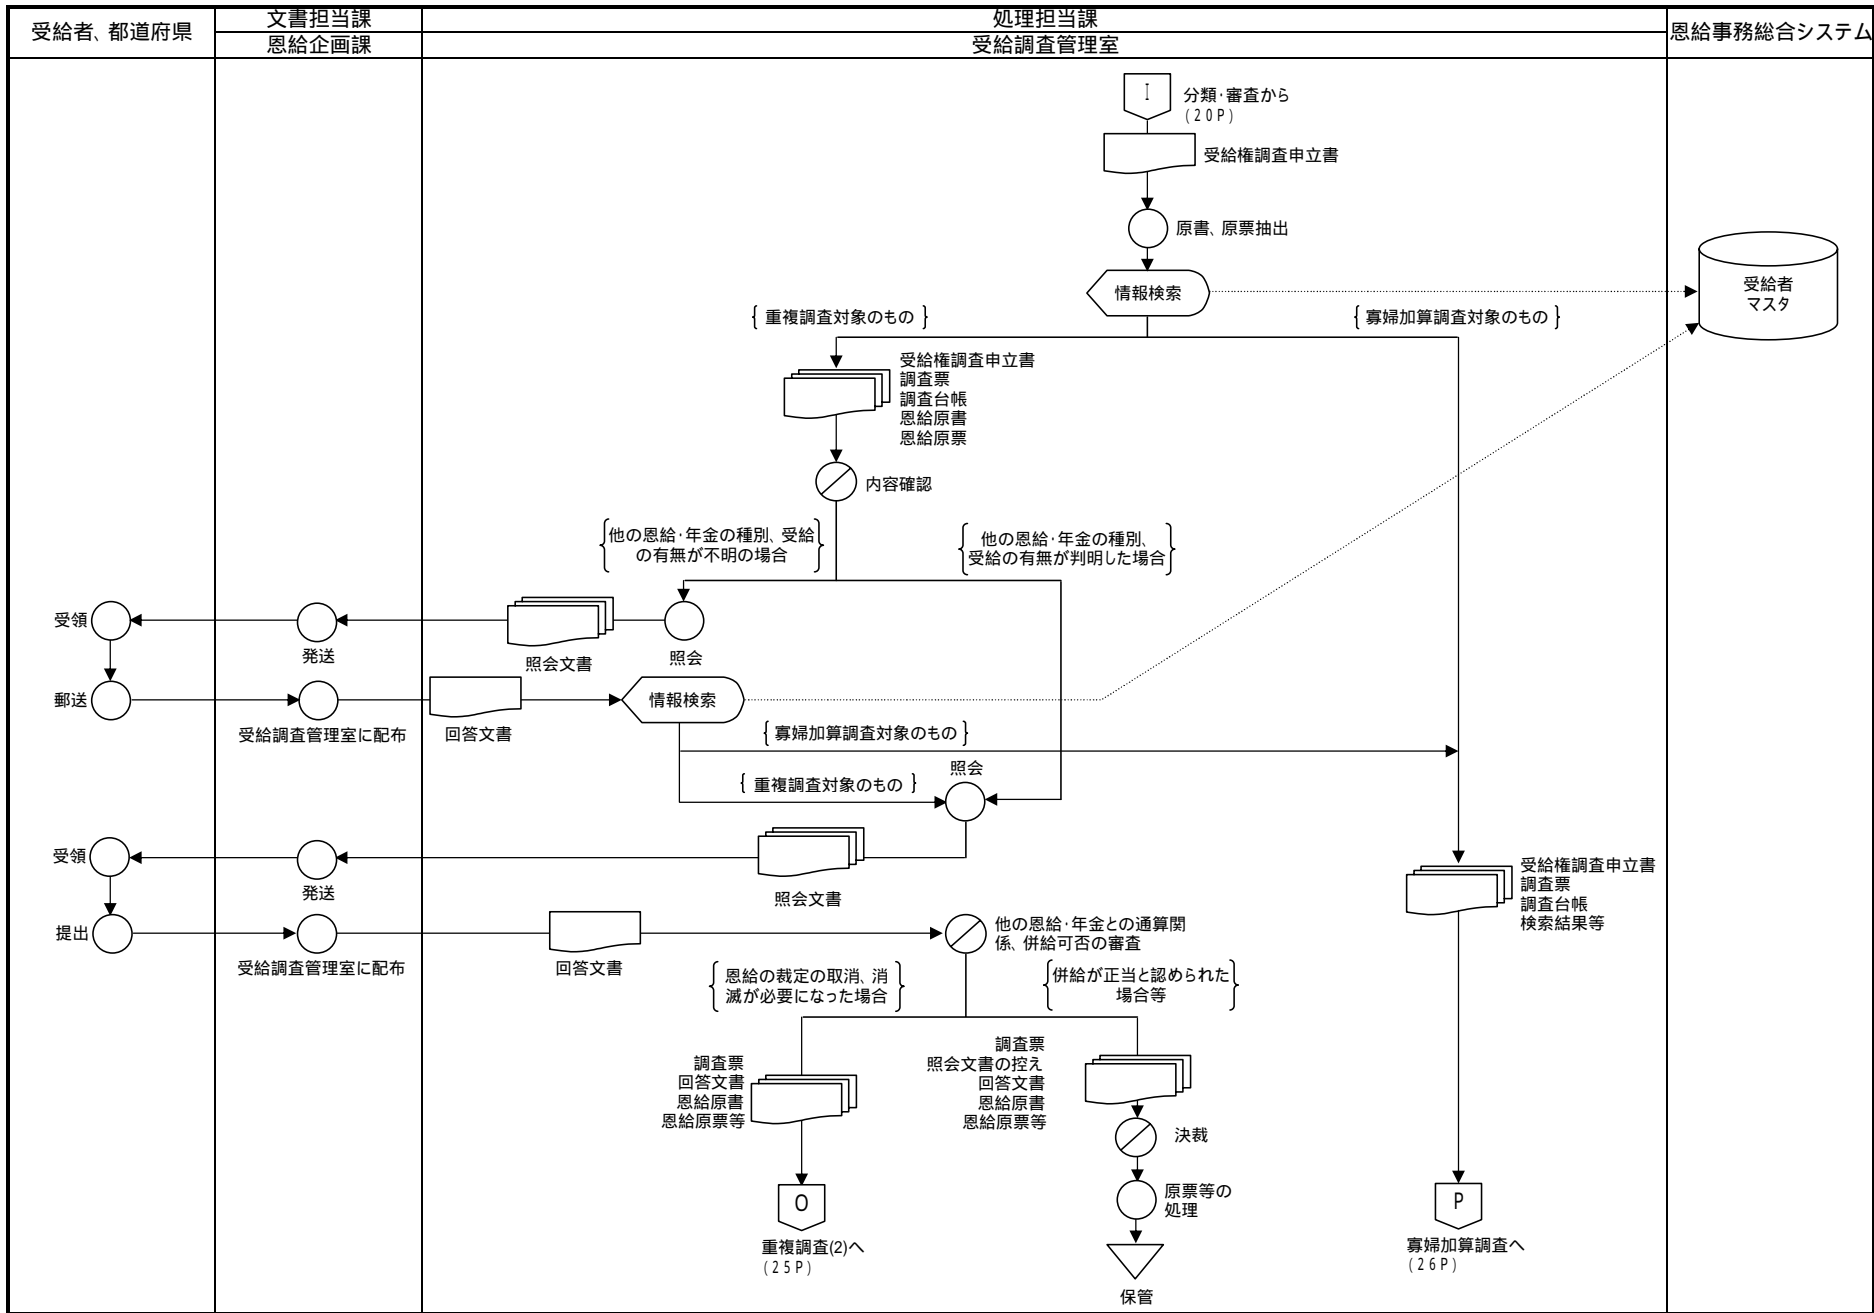 受給者、都道府県
文書担当課
恩給企画課
処理担当課
受給調査管理室
恩給事務総合システム
I
分類・審査から
(20P)
受給権調査申立書
原書、原票抽出
情報検索
受給者
マスタ
{ 重複調査対象のもの }
{ 寡婦加算調査対象のもの }
受給権調査申立書
調査票
調査台帳
恩給原書
恩給原票
内容確認
他の恩給・年金の種別、受給
の有無が不明の場合
他の恩給・年金の種別、
受給の有無が判明した場合
受領
発送
照会文書
照会
郵送
受給調査管理室に配布
回答文書
情報検索
{ 寡婦加算調査対象のもの }
{ 重複調査対象のもの }
照会
受領
発送
照会文書
受給権調査申立書
調査票
調査台帳
検索結果等
提出
受給調査管理室に配布
回答文書
他の恩給・年金との通算関
係、併給可否の審査
恩給の裁定の取消、消
滅が必要になった場合
併給が正当と認められた
場合等
調査票
回答文書
恩給原書
恩給原票等
調査票
照会文書の控え
回答文書
恩給原書
恩給原票等
決裁
原票等の
処理
保管
O
重複調査(2)へ
(25P)
P
寡婦加算調査へ
(26P)